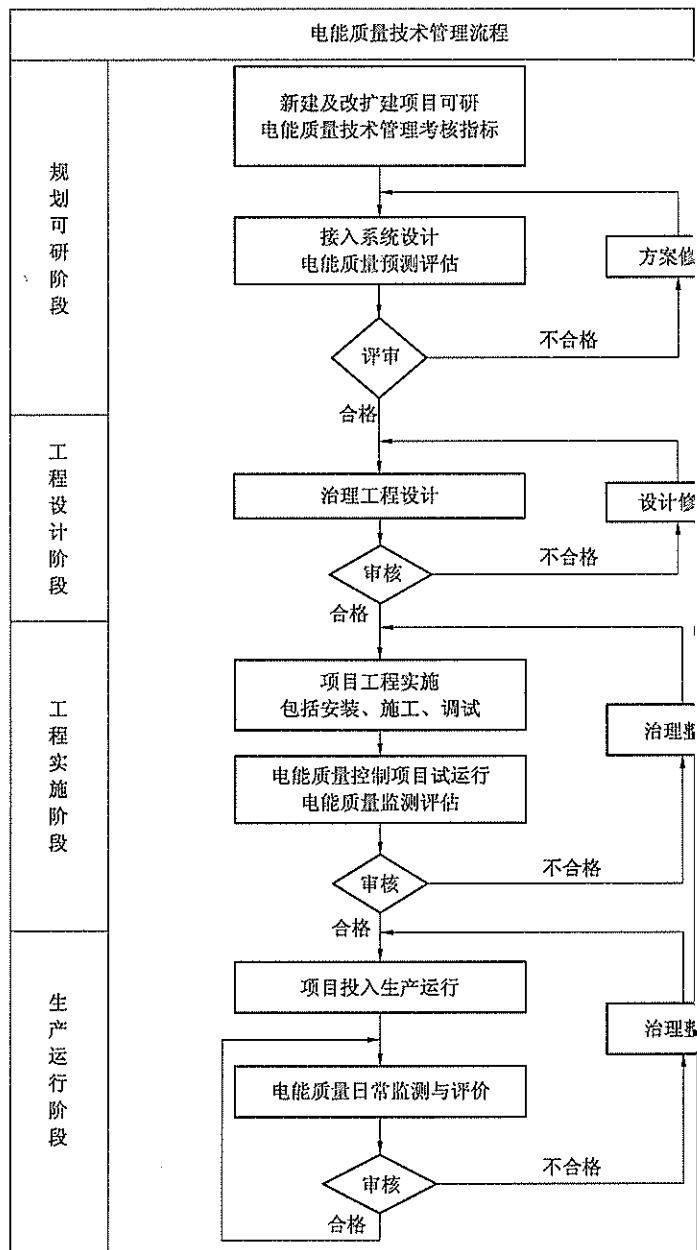 电能质量技术管理流程
规划可研阶段
新建及改扩建项目可研
电能质量技术管理考核指标
接入系统设计
电能质量预测评估
方案修
评审
不合格
合格
工程设计阶段
治理工程设计
设计修
审核
不合格
合格
工程实施阶段
项目工程实施
包括安装、施工、调试
治理整
电能质量控制项目试运行
电能质量监测评估
审核
不合格
合格
生产运行阶段
项目投入生产运行
治理整
电能质量日常监测与评价
审核
不合格
合格